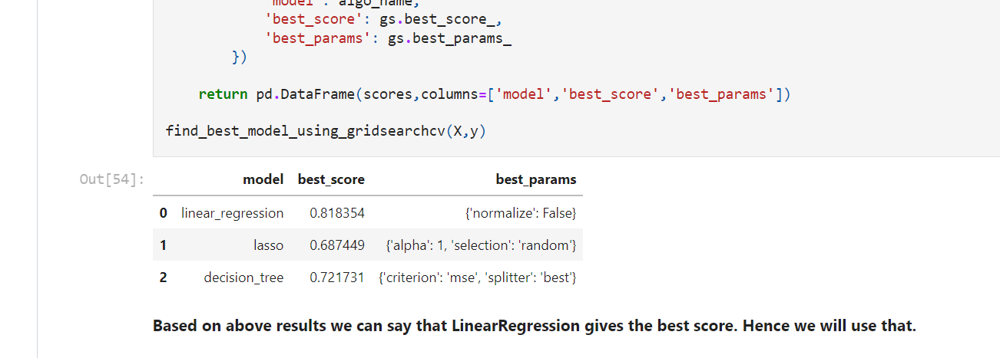 'model': algo_name,
'best_score': gs.best_score_,
'best_params': gs.best_params_
})
return pd.DataFrame(scores,columns=['model','best_score','best_params'])
find_best_model_using_gridsearchcv(X,y)
Out[54]:
model best_score best_params
0 linear_regression 0.818354 {'normalize': False}
1 lasso 0.687449 {'alpha': 1, 'selection': 'random'}
2 decision_tree 0.721731 {'criterion': 'mse', 'splitter': 'best'}
Based on above results we can say that LinearRegression gives the best score. Hence we will use that.